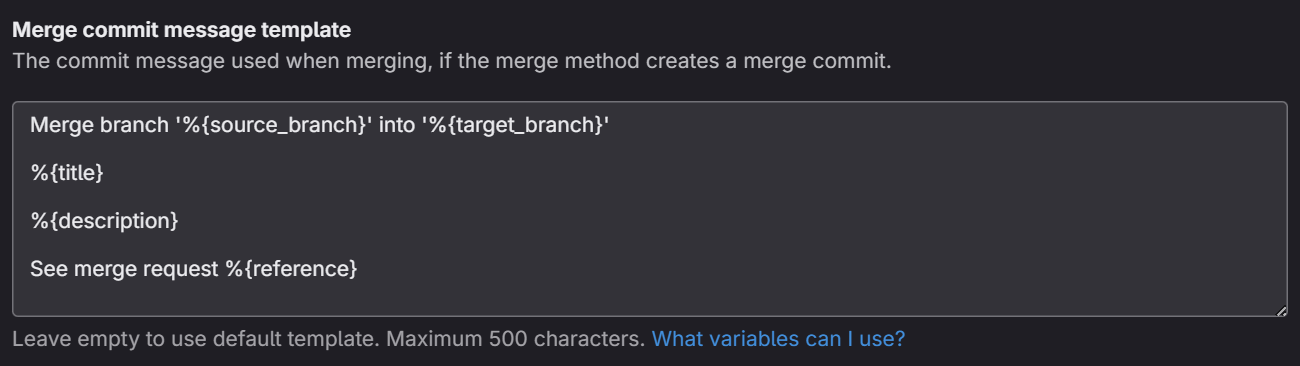 Merge commit message template
The commit message used when merging, if the merge method creates a merge commit.
Merge branch '%{source_branch}' into '%{target_branch}'
%{title}
%{description}
See merge request %{reference}
Leave empty to use default template. Maximum 500 characters. What variables can I use?